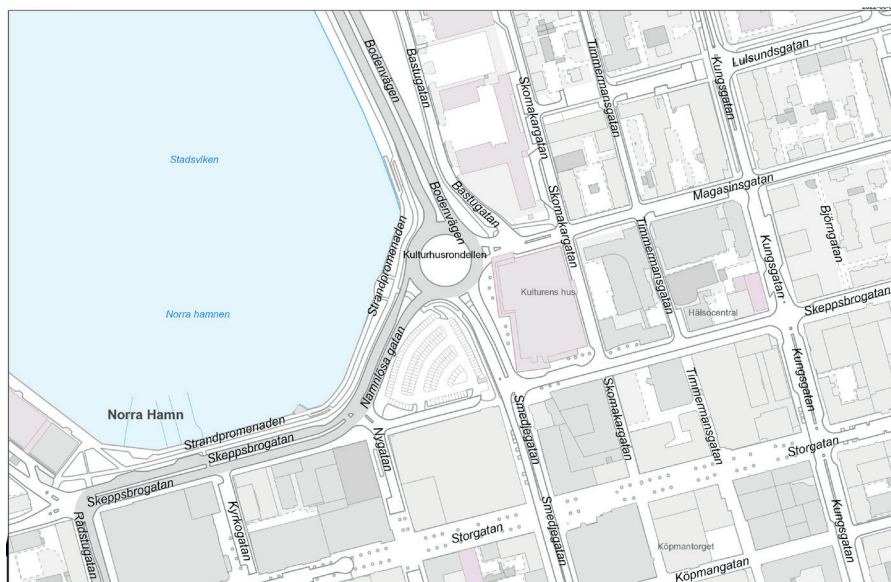 Bodenvägen
Bastugatan
Timmermansgatan
Kungsgatan
Lulsundsgatan
Skomakargatan
Stadsviken
Magasinsgatan
Bodenvägen
Bastugatan
Skomakargatan
Strandpromenaden
Timmermansgatan
Kungsgatan
Björngatan
Kulturhusrondellen
Kulturens hus
Norra hamnen
Hälsocentral
Skeppsbrogatan
Namnlösa gatan
Kungsgatan
Norra Hamn
Strandpromenaden
Skeppsbrogatan
Nygatan
Smedjegatan
Skomakargatan
Timmermansgatan
Storgatan
Skeppsbrogatan
Kyrkogatan
Rådstugatan
Storgatan
Smedjegatan
Köpmantorget
Kungsgatan
Köpmangatan